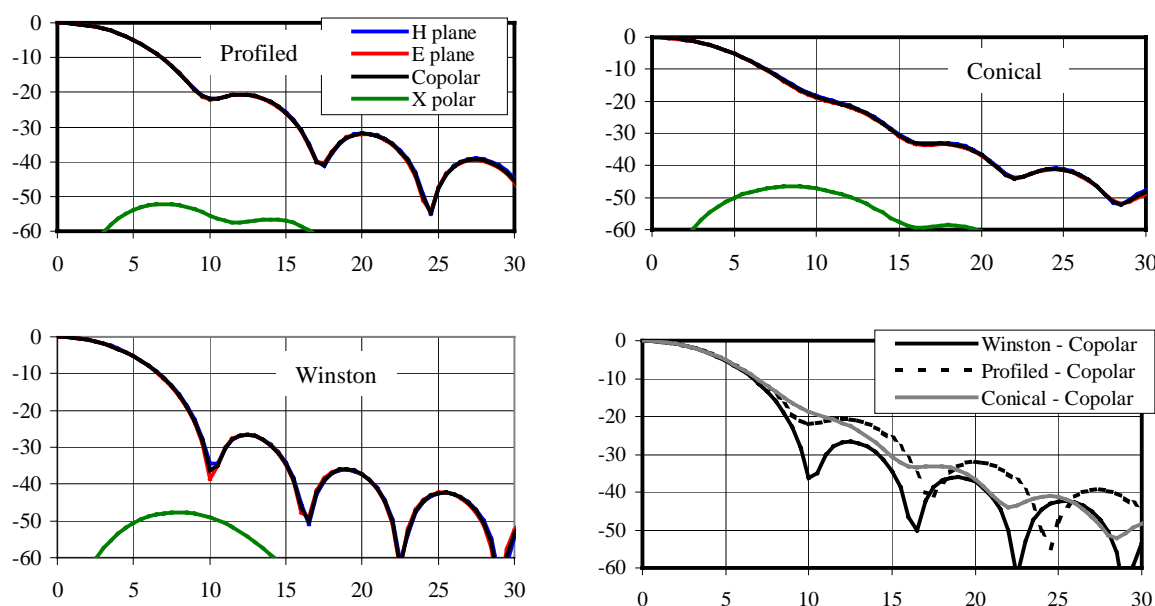 0
-10
-20
-30
-40
-50
-60
0 5 10 15 20 25 30
Profiled
H plane
E plane
Copolar
X polar
0
-10
-20
-30
-40
-50
-60
0 5 10 15 20 25 30
Conical
0
-10
-20
-30
-40
-50
-60
0 5 10 15 20 25 30
Winston
0
-10
-20
-30
-40
-50
-60
0 5 10 15 20 25 30
Winston - Copolar
Profiled - Copolar
Conical - Copolar